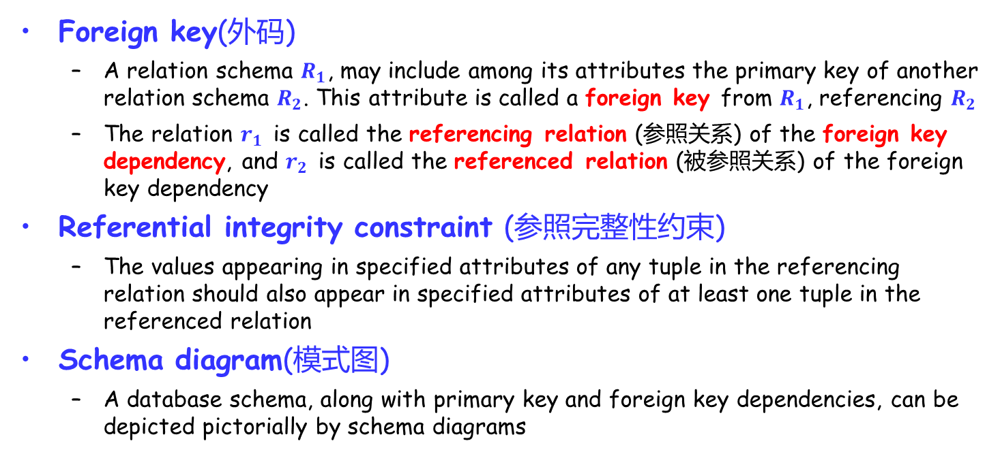 • Foreign key(外码)
– A relation schema R₁, may include among its attributes the primary key of another
relation schema R₂. This attribute is called a foreign key from R₁, referencing R₂
– The relation r₁ is called the referencing relation (参照关系) of the foreign key
dependency, and r₂ is called the referenced relation (被参照关系) of the foreign
key dependency
• Referential integrity constraint (参照完整性约束)
– The values appearing in specified attributes of any tuple in the referencing
relation should also appear in specified attributes of at least one tuple in the
referenced relation
• Schema diagram(模式图)
– A database schema, along with primary key and foreign key dependencies, can be
depicted pictorially by schema diagrams